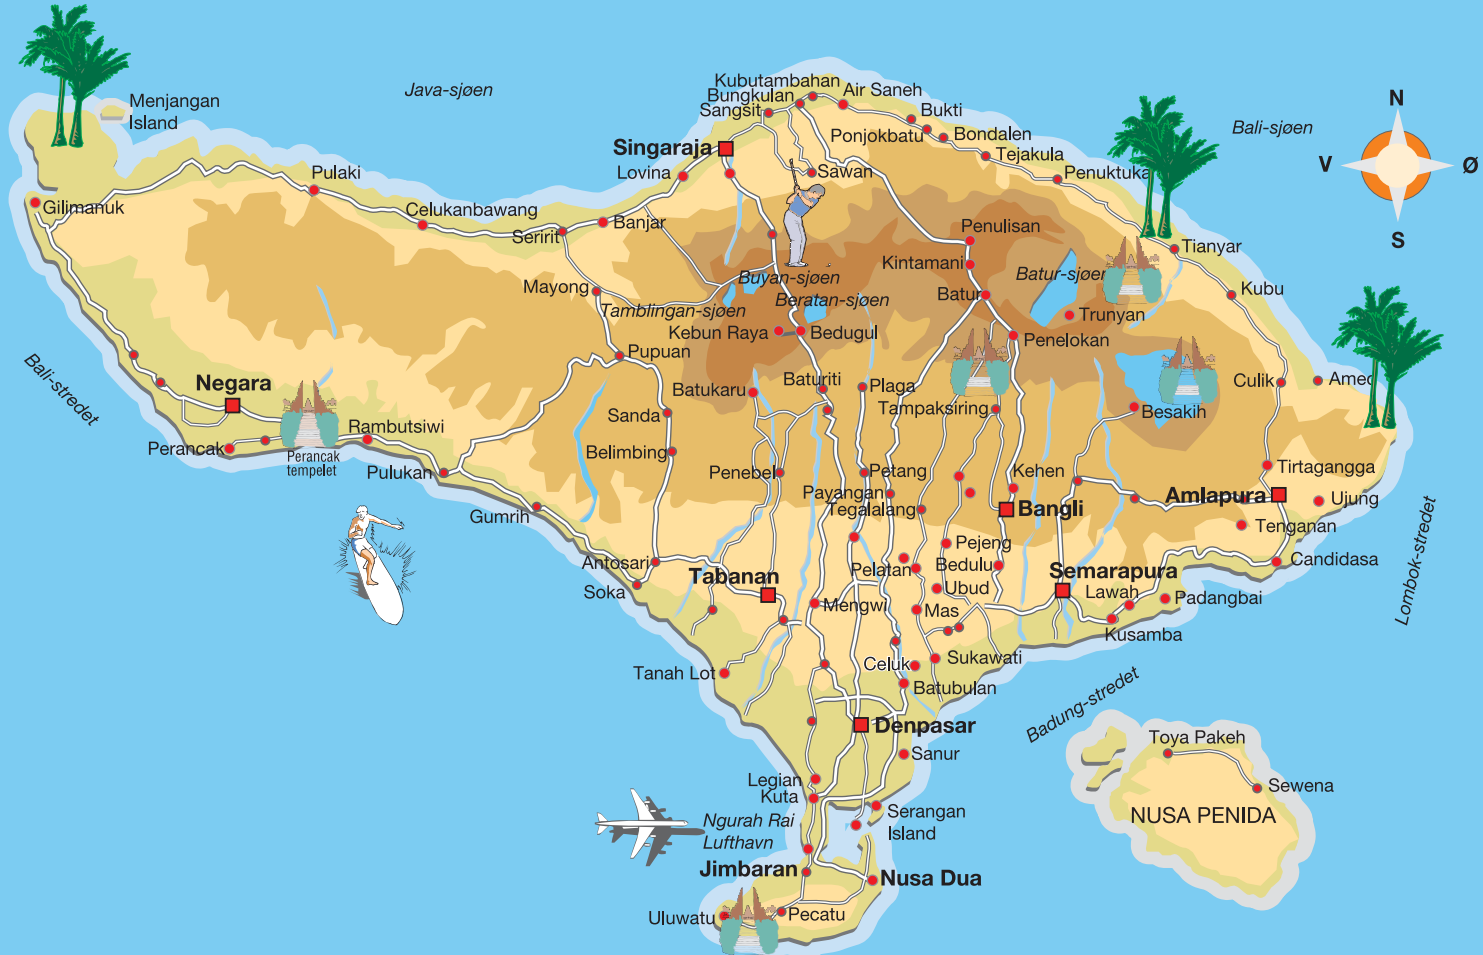 Java-sjøen
Menjangan
Island
Kubutambahan
Bungkulan
Sangsit
Air Saneh
Bukti
Ponjokbatu
Bondalen
Tejakula
Penuktuka
Bali-sjøen
N
V
Ø
S
Singaraja
Lovina
Sawan
Pulaki
Gilimanuk
Celukanbawang
Seririt
Banjar
Penulisan
Kintamani
Batur
Batur-sjøen
Tianyar
Kubu
Trunyan
Penelokan
Mayong
Buyan-sjøen
Tamblingan-sjøen
Beratan-sjøen
Kebun Raya
Bedugul
Pupuan
Bali-stredet
Negara
Perancak
Perancak
tempelet
Rambutsiwi
Pulukan
Gumrih
Batukaru
Baturiti
Plaga
Tampaksiring
Besakih
Culik
Amed
Sanda
Belimbing
Penebel
Petang
Payangan
Tegalalang
Kehen
Bangli
Tirtagangga
Amlapura
Ujung
Tenganan
Candidasa
Lombok-stredet
Antosari
Soka
Tabanan
Mengwi
Pelatan
Pejeng
Bedulu
Ubud
Mas
Semarapura
Lawah
Padangbai
Kusamba
Tanah Lot
Celuk
Sukawati
Batubulan
Badung-stredet
Denpasar
Sanur
Legian
Kuta
Ngurah Rai
Lufthavn
Serangan
Island
Jimbaran
Nusa Dua
Uluwatu
Pecatu
Toya Pakeh
Sewena
NUSA PENIDA